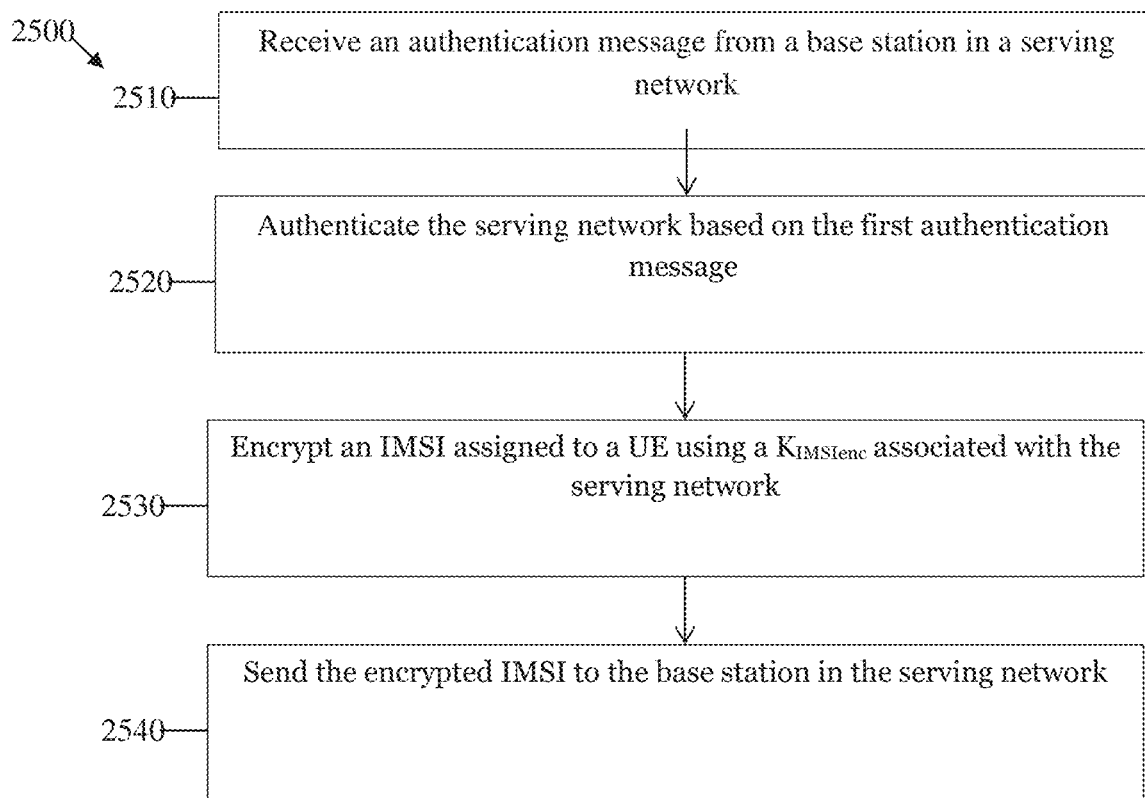 2500
Receive an authentication message from a base station in a serving
network
2510
Authenticate the serving network based on the first authentication
message
2520
Encrypt an IMSI assigned to a UE using a KIMSIenc associated with the
serving network
2530
Send the encrypted IMSI to the base station in the serving network
2540